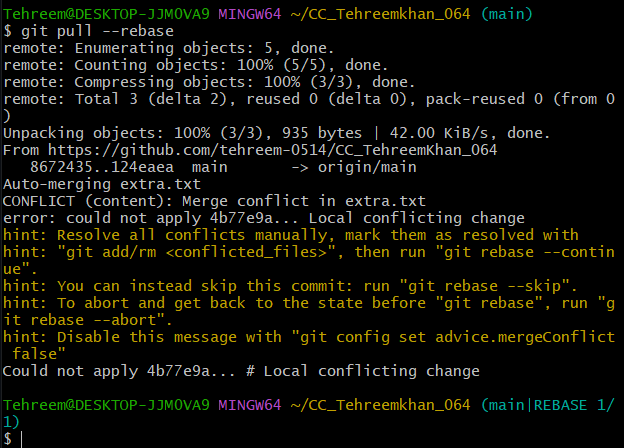 Tehreem@DESKTOP-JJM0VA9 MINGW64 ~/CC_Tehreemkhan_064 (main)
$ git pull --rebase
remote: Enumerating objects: 5, done.
remote: Counting objects: 100% (5/5), done.
remote: Compressing objects: 100% (3/3), done.
remote: Total 3 (delta 2), reused 0 (delta 0), pack-reused 0 (from 0
)
Unpacking objects: 100% (3/3), 935 bytes | 42.00 KiB/s, done.
From https://github.com/tehreem-0514/CC_TehreemKhan_064
   8672435..124eaea  main       -> origin/main
Auto-merging extra.txt
CONFLICT (content): Merge conflict in extra.txt
error: could not apply 4b77e9a... Local conflicting change
hint: Resolve all conflicts manually, mark them as resolved with
hint: "git add/rm <conflicted_files>", then run "git rebase --contin
ue".
hint: You can instead skip this commit: run "git rebase --skip".
hint: To abort and get back to the state before "git rebase", run "g
it rebase --abort".
hint: Disable this message with "git config set advice.mergeConflict
 false"
Could not apply 4b77e9a... # Local conflicting change

Tehreem@DESKTOP-JJM0VA9 MINGW64 ~/CC_Tehreemkhan_064 (main|REBASE 1/
1)
$